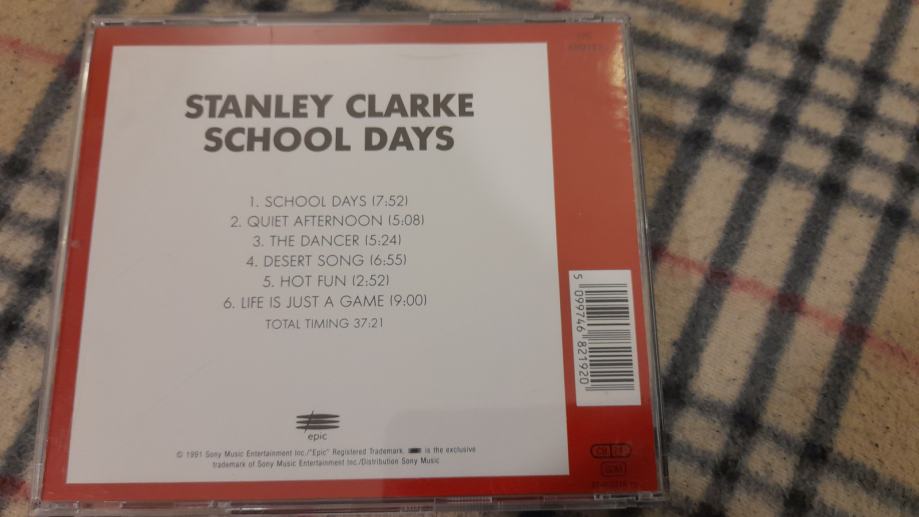 STANLEY CLARKE
SCHOOL DAYS
1. SCHOOL DAYS (7:52)
2. QUIET AFTERNOON (5:08)
3. THE DANCER (5:24)
4. DESERT SONG (6:55)
5. HOT FUN (2:52)
6. LIFE IS JUST A GAME (9:00)
TOTAL TIMING 37:21
epic
© 1991 Sony Music Entertainment Inc./"Epic" Registered Trademark. is the exclusive
trademark of Sony Music Entertainment Inc./Distribution Sony Music
5 099746 821920